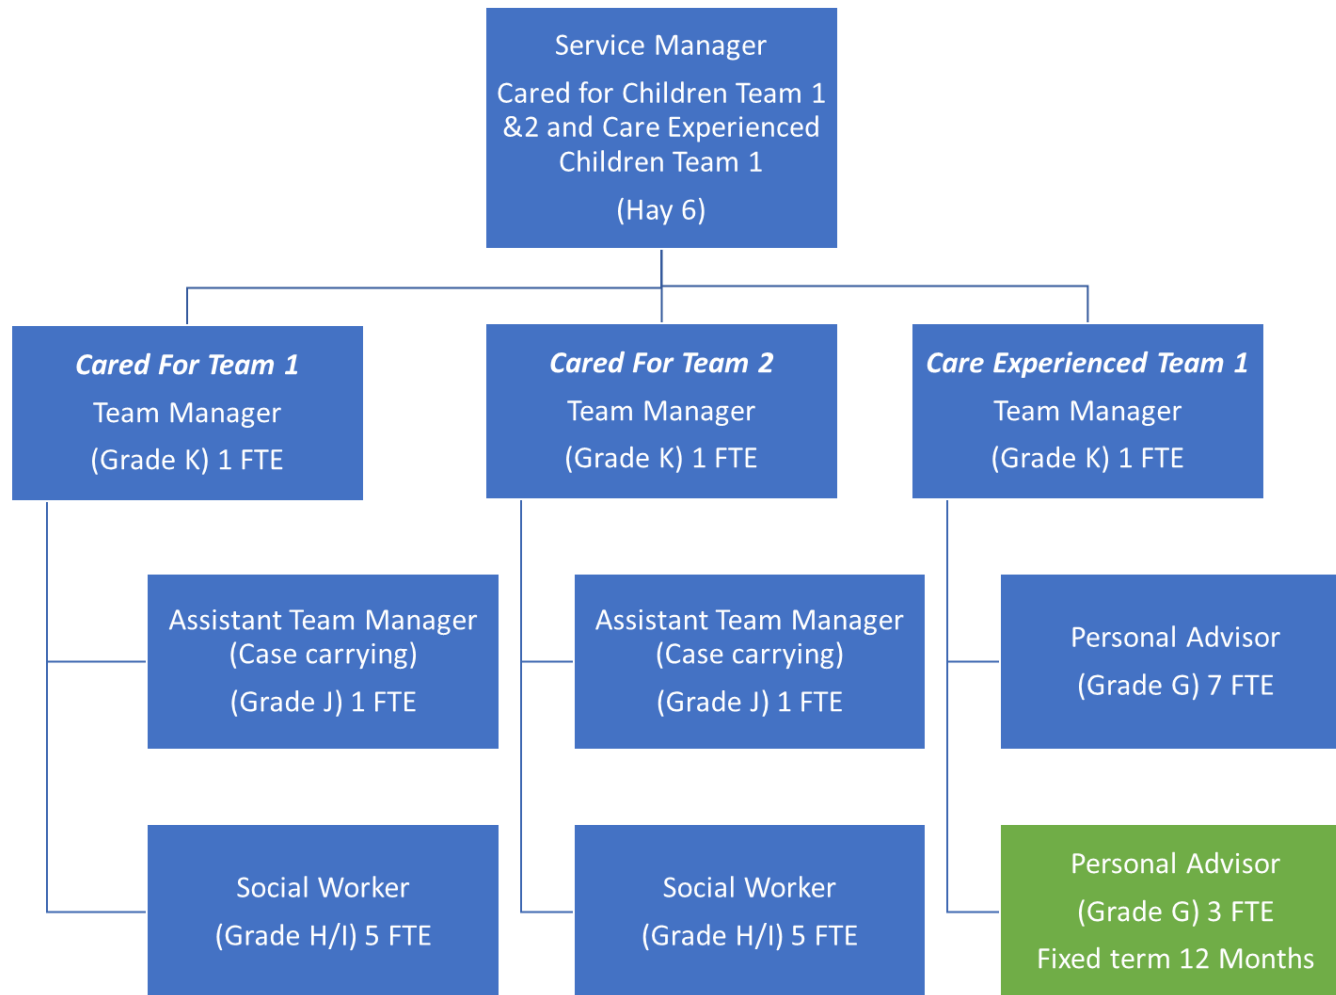 Service Manager
Cared for Children Team 1
&2 and Care Experienced
Children Team 1
(Hay 6)
Cared For Team 1
Team Manager
(Grade K) 1 FTE
Cared For Team 2
Team Manager
(Grade K) 1 FTE
Care Experienced Team 1
Team Manager
(Grade K) 1 FTE
Assistant Team Manager
(Case carrying)
(Grade J) 1 FTE
Assistant Team Manager
(Case carrying)
(Grade J) 1 FTE
Personal Advisor
(Grade G) 7 FTE
Social Worker
(Grade H/I) 5 FTE
Social Worker
(Grade H/I) 5 FTE
Personal Advisor
(Grade G) 3 FTE
Fixed term 12 Months